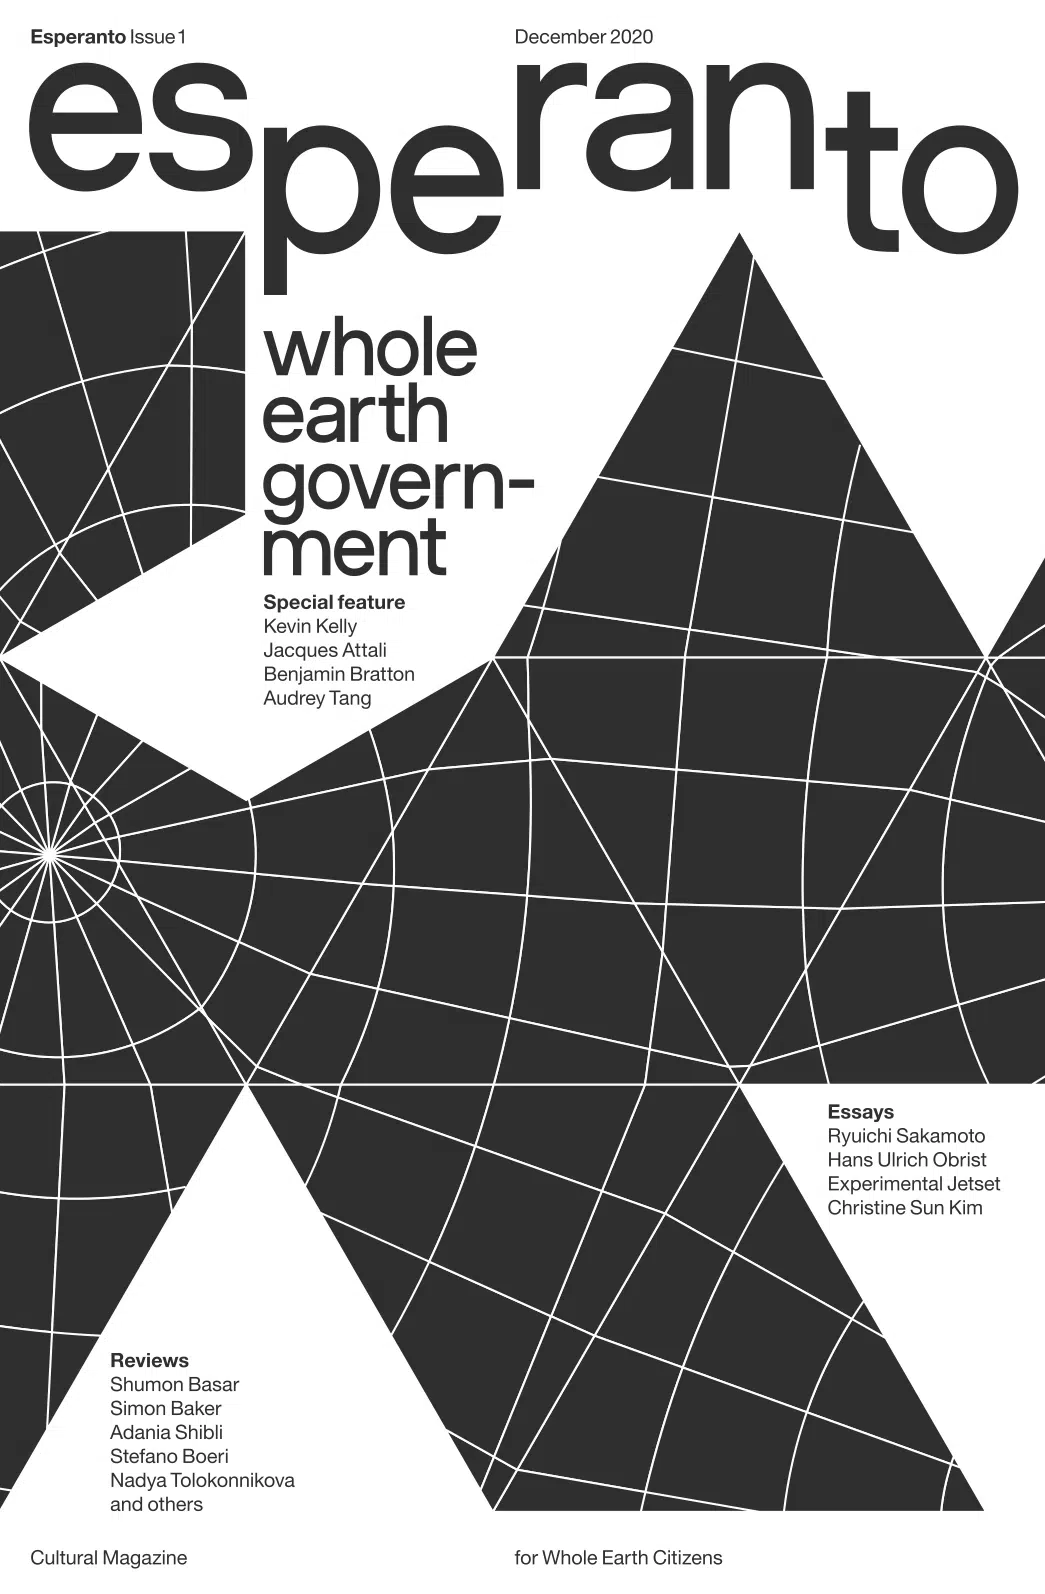 Esperanto Issue 1
December 2020
esperanto
whole
earth
govern-
ment
Special feature
Kevin Kelly
Jacques Attali
Benjamin Bratton
Audrey Tang
Essays
Ryuichi Sakamoto
Hans Ulrich Obrist
Experimental Jetset
Christine Sun Kim
Reviews
Shumon Basar
Simon Baker
Adania Shibli
Stefano Boeri
Nadya Tolokonnikova
and others
Cultural Magazine
for Whole Earth Citizens